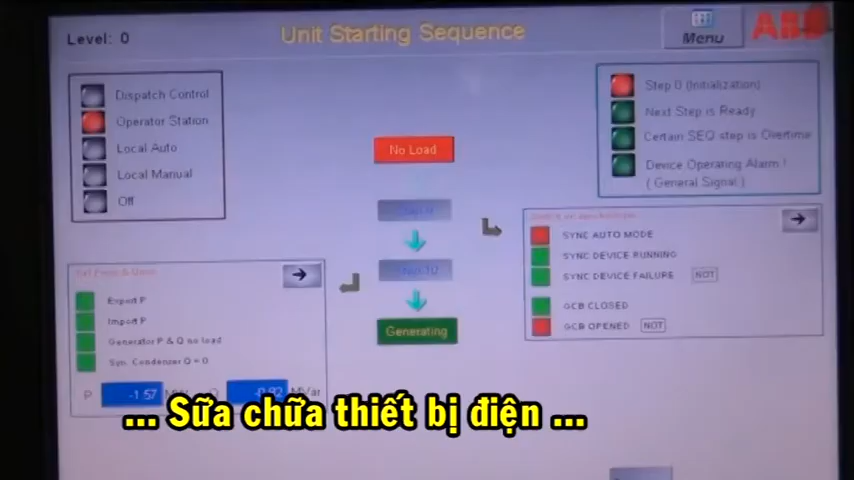 Level: 0
Unit Starting Sequence
Menu
ABB
Dispatch Control
Operator Station
Local Auto
Local Manual
Off
No Load
Generating
Step 0 (Initialization)
Next Step is Ready
Certain SEQ step is Overtime
Device Operating Alarm !
( General Signal )
SYNC AUTO MODE
SYNC DEVICE RUNNING
SYNC DEVICE FAILURE NOT
GCB CLOSED
GCB OPENED NOT
Export P
Import P
Generator P & Q no load
Syn. Condenser Q = 0
P -1.57
-0.92 MVar
... Sữa chữa thiết bị điện ...